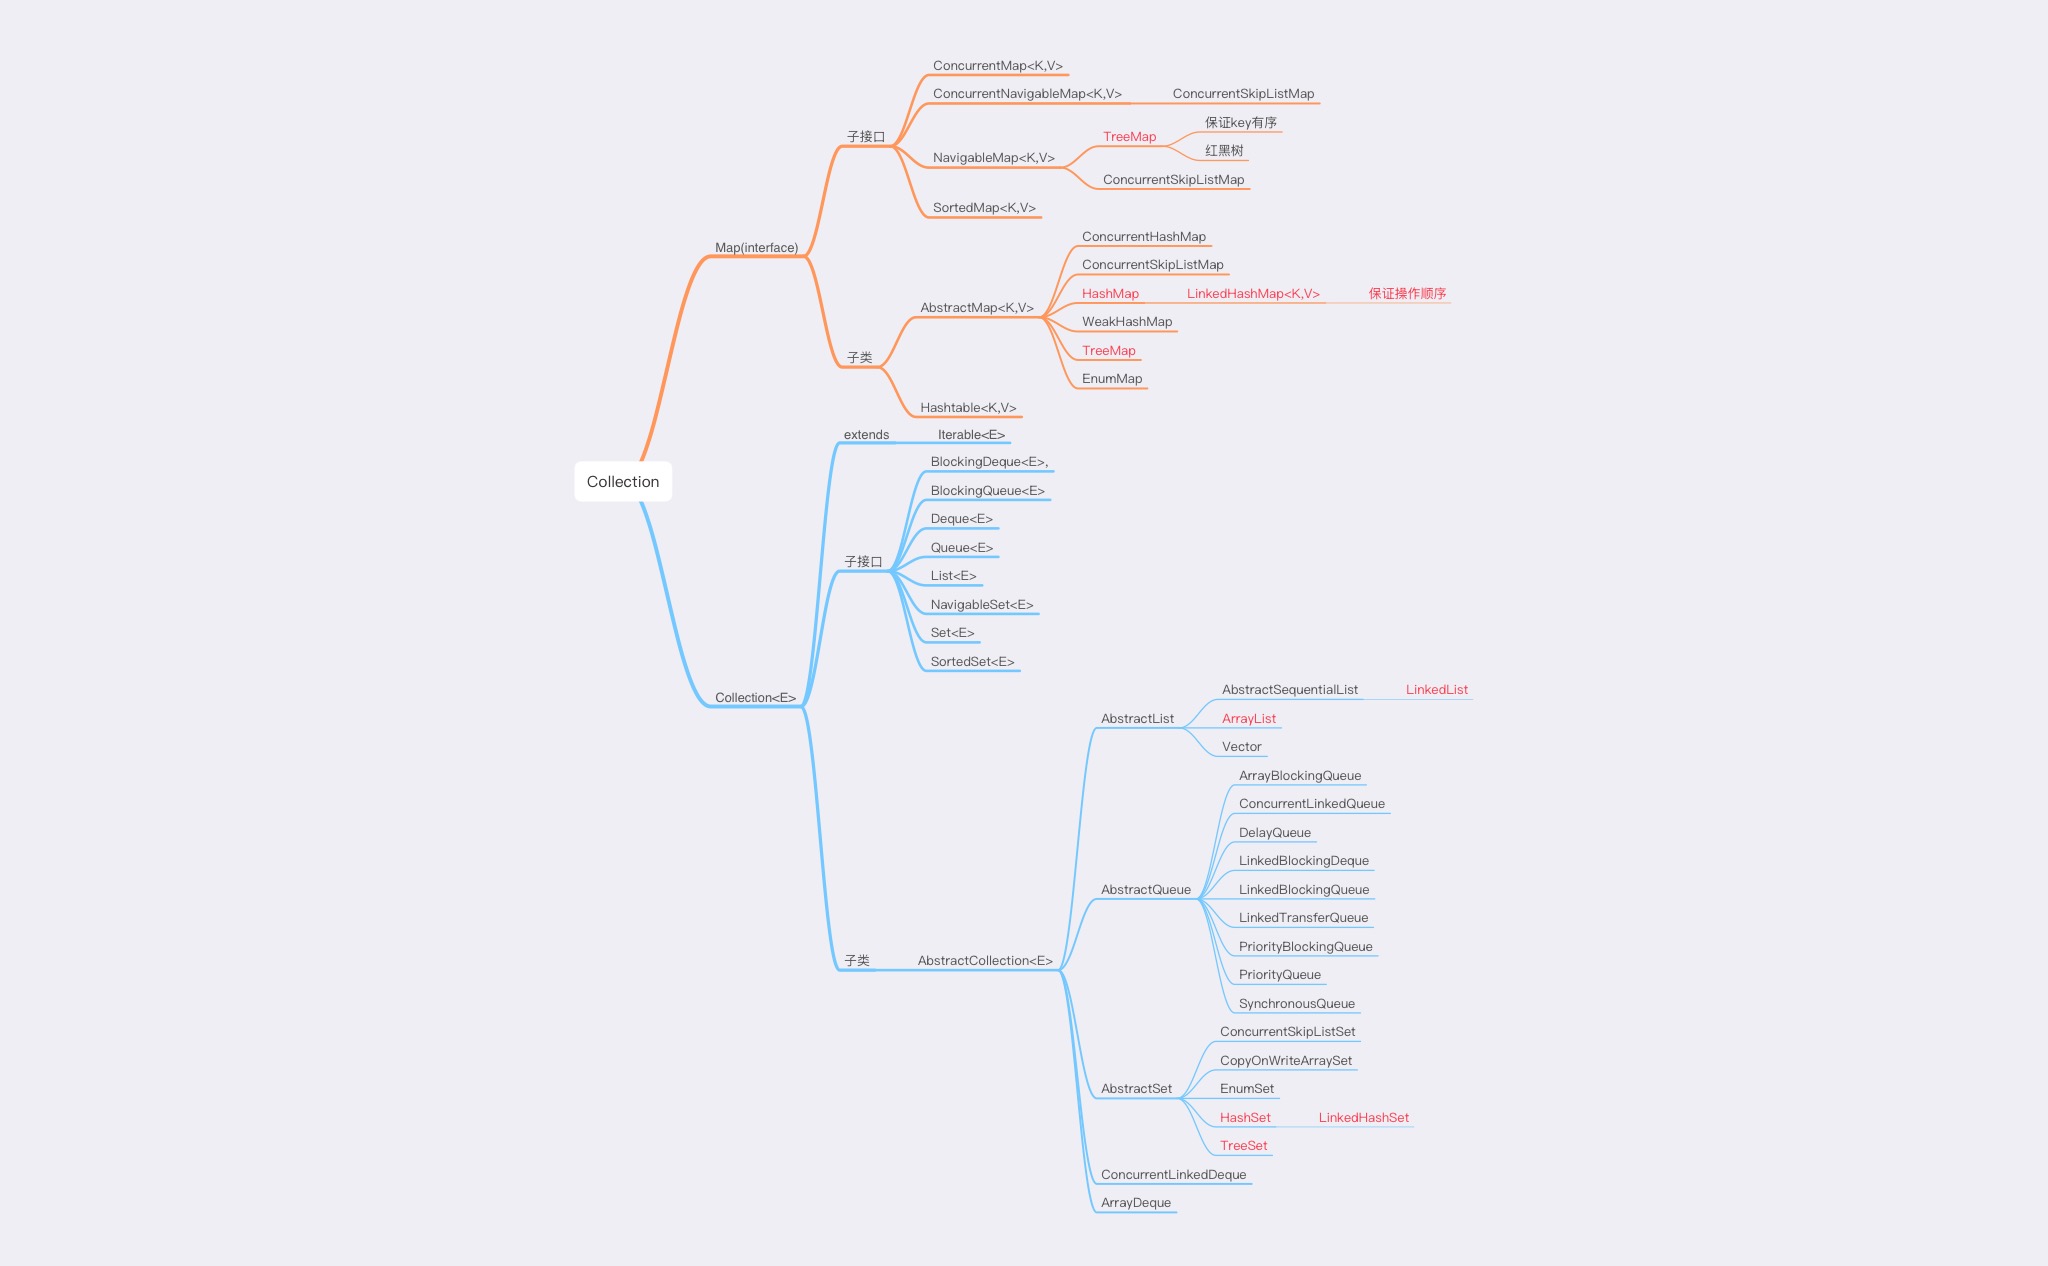 ConcurrentMap<K,V>
ConcurrentNavigableMap<K,V>
ConcurrentSkipListMap
保证key有序
子接口
TreeMap
红黑树
NavigableMap<K,V>
ConcurrentSkipListMap
SortedMap<K,V>
ConcurrentHashMap
Map(interface)
ConcurrentSkipListMap
HashMap
LinkedHashMap<K,V>
保证操作顺序
AbstractMap<K,V>
WeakHashMap
TreeMap
子类
EnumMap
Hashtable<K,V>
extends
Iterable<E>
BlockingDeque<E>,
Collection
BlockingQueue<E>
Deque<E>
Queue<E>
子接口
List<E>
NavigableSet<E>
Set<E>
SortedSet<E>
AbstractSequentialList
LinkedList
Collection<E>
AbstractList
ArrayList
Vector
ArrayBlockingQueue
ConcurrentLinkedQueue
DelayQueue
LinkedBlockingDeque
AbstractQueue
LinkedBlockingQueue
LinkedTransferQueue
PriorityBlockingQueue
子类
AbstractCollection<E>
PriorityQueue
SynchronousQueue
ConcurrentSkipListSet
CopyOnWriteArraySet
AbstractSet
EnumSet
HashSet
LinkedHashSet
TreeSet
ConcurrentLinkedDeque
ArrayDeque